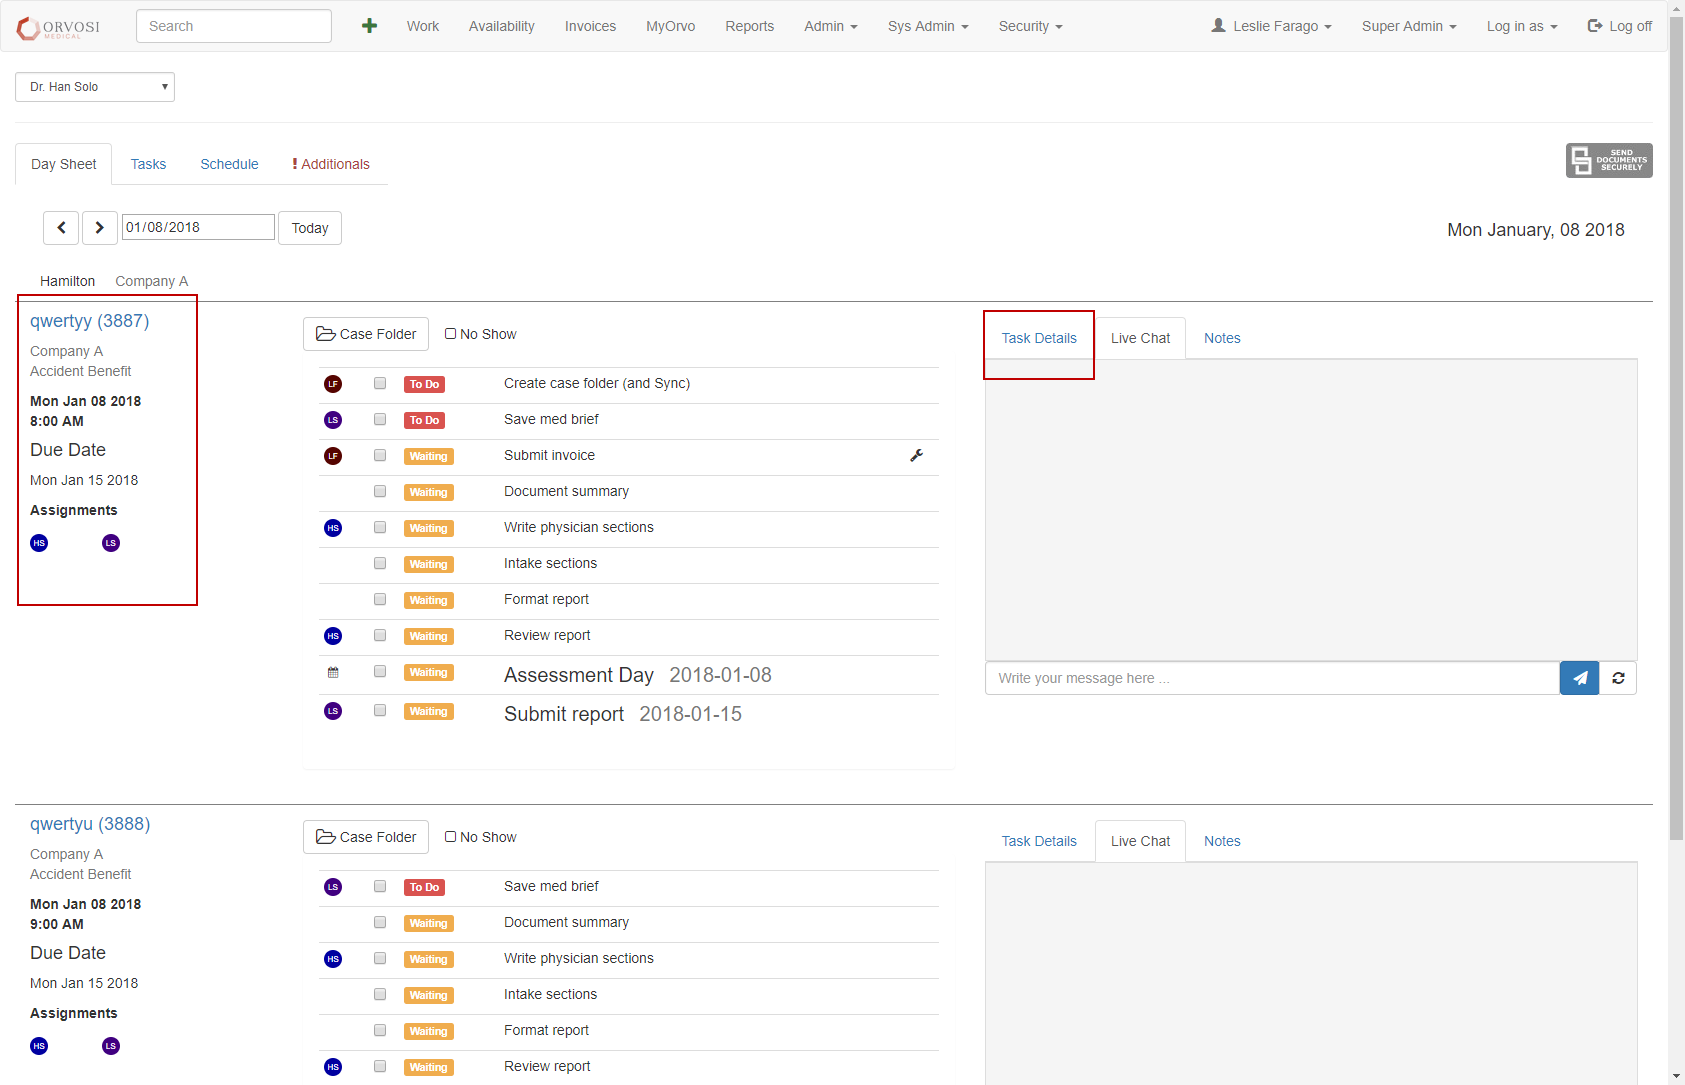 ORVOSI
MEDICAL
Search
Work Availability Invoices MyOrvo Reports Admin Sys Admin Security Leslie Farago Super Admin Log in as Log off
Dr. Han Solo
Day Sheet Tasks Schedule ! Additionals
SEND
DOCUMENTS
SECURELY
01/08/2018 Today Mon January, 08 2018
Hamilton Company A
qwertyy (3887)
Company A
Accident Benefit
Mon Jan 08 2018
8:00 AM
Due Date
Mon Jan 15 2018
Assignments
HS LS
Case Folder No Show
LF To Do Create case folder (and Sync)
LS To Do Save med brief
LF Waiting Submit invoice
Waiting Document summary
HS Waiting Write physician sections
Waiting Intake sections
Waiting Format report
HS Waiting Review report
Waiting Assessment Day 2018-01-08
LS Waiting Submit report 2018-01-15
Task Details Live Chat Notes
Write your message here ...
qwertyu (3888)
Company A
Accident Benefit
Mon Jan 08 2018
9:00 AM
Due Date
Mon Jan 15 2018
Assignments
HS LS
Case Folder No Show
LS To Do Save med brief
Waiting Document summary
HS Waiting Write physician sections
Waiting Intake sections
Waiting Format report
HS Waiting Review report
Task Details Live Chat Notes